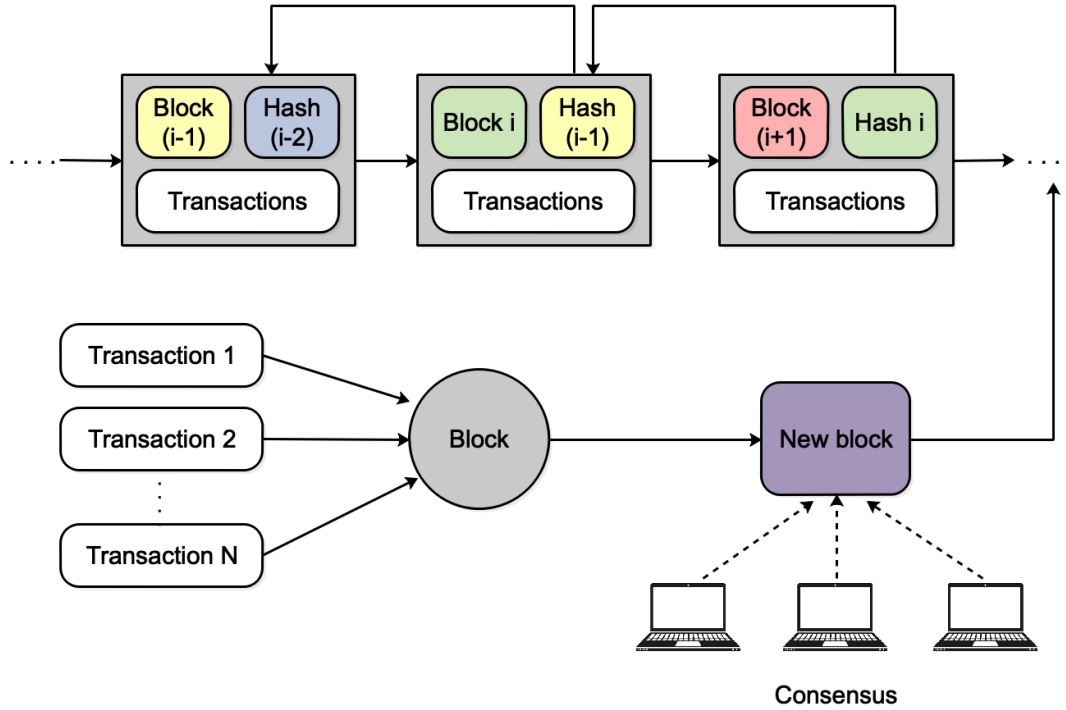 Block
(i-1)
Hash
(i-2)
Transactions
Block i
Hash
(i-1)
Transactions
Block
(i+1)
Hash i
Transactions
Transaction 1
Transaction 2
Transaction N
Block
New block
Consensus